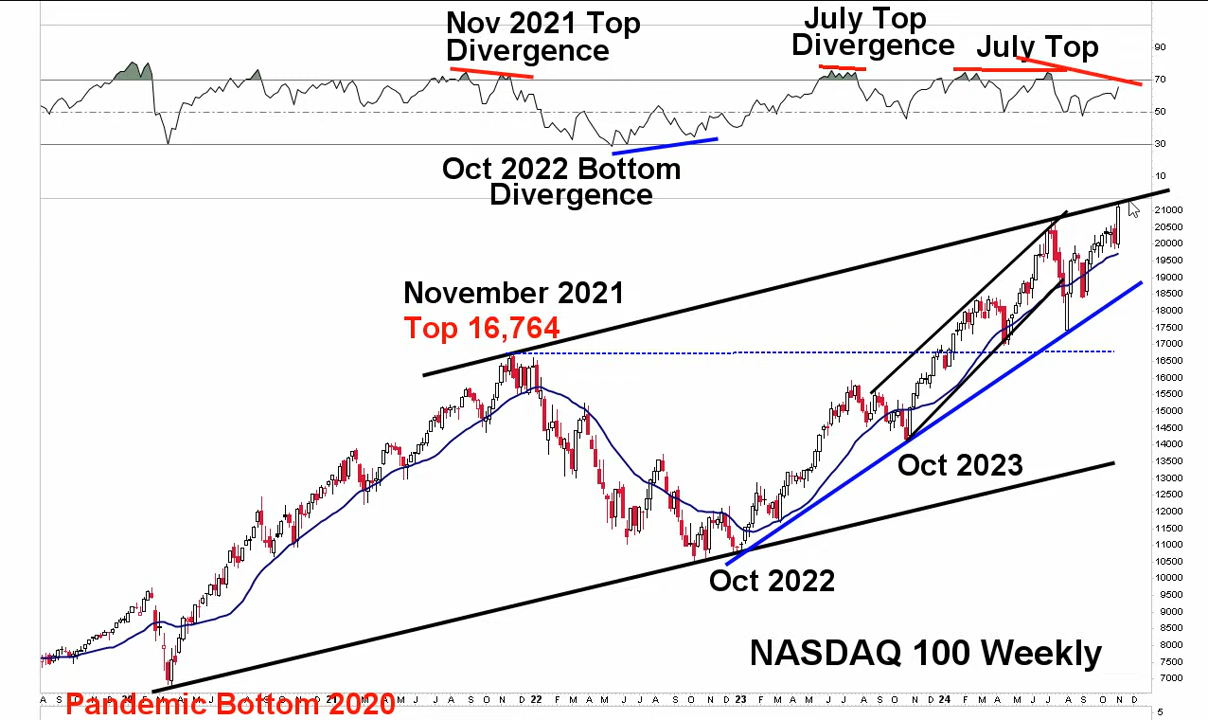 Nov 2021 Top
Divergence
July Top
Divergence
July Top
90
70
50
30
10
Oct 2022 Bottom
Divergence
21000
20500
20000
19500
19000
18500
18000
17500
17000
16500
16000
15500
15000
14500
14000
13500
13000
12500
12000
11500
11000
10500
10000
9500
9000
8500
8000
7500
7000
November 2021
Top 16,764
Oct 2023
Oct 2022
NASDAQ 100 Weekly
A S O N D 20 F M A M J J A S O N D 21 F M A M J J A S O N 22 F M A M J J A S O N D 23 F M A M J J A S O N D 24 F M A M J J A S O N D
Pandemic Bottom 2020
5